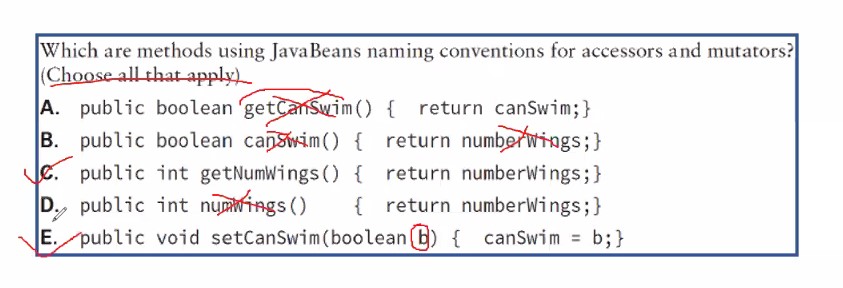 Which are methods using JavaBeans naming conventions for accessors and mutators?
(Choose all that apply)
A. public boolean getCanSwim() { return canSwim;}
B. public boolean canSwim() { return numberWings;}
C. public int getNumWings() { return numberWings;}
D. public int numWings() { return numberWings;}
E. public void setCanSwim(boolean b) { canSwim = b;}